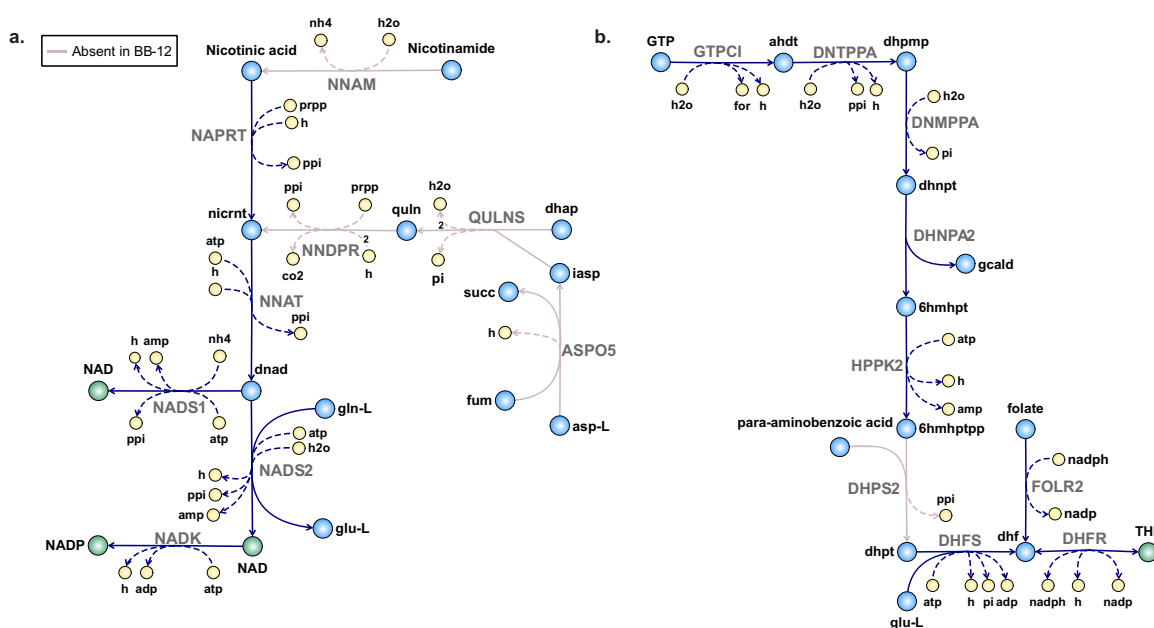 a.
Absent in BB-12
nh4
h2o
Nicotinic acid
Nicotinamide
NNAM
prpp
h
NAPRT
ppi
ppi
prpp
quln
h2o
QULNS
dhap
nicrnt
2
2
NNDPR
co2
h
pi
iasp
atp
h
NNAT
succ
ppi
h
ASPO5
h
amp
nh4
NAD
dnad
NADS1
fum
gln-L
ppi
atp
asp-L
atp
h2o
NADS2
h
ppi
amp
glu-L
NADP
NADK
NAD
h
adp
atp
b.
GTP
GTPCI
ahdt
DNTPPA
dhpmp
h2o
for
h
h2o
ppi
h
h2o
DNMPPA
pi
dhnpt
DHNPA2
gcald
6hmhpt
atp
HPPK2
h
amp
para-aminobenzoic acid
6hmhptpp
folate
nadph
DHPS2
FOLR2
ppi
nadp
dhpt
DHFS
dhf
DHFR
atp
h
pi
adp
nadph
h
nadp
glu-L